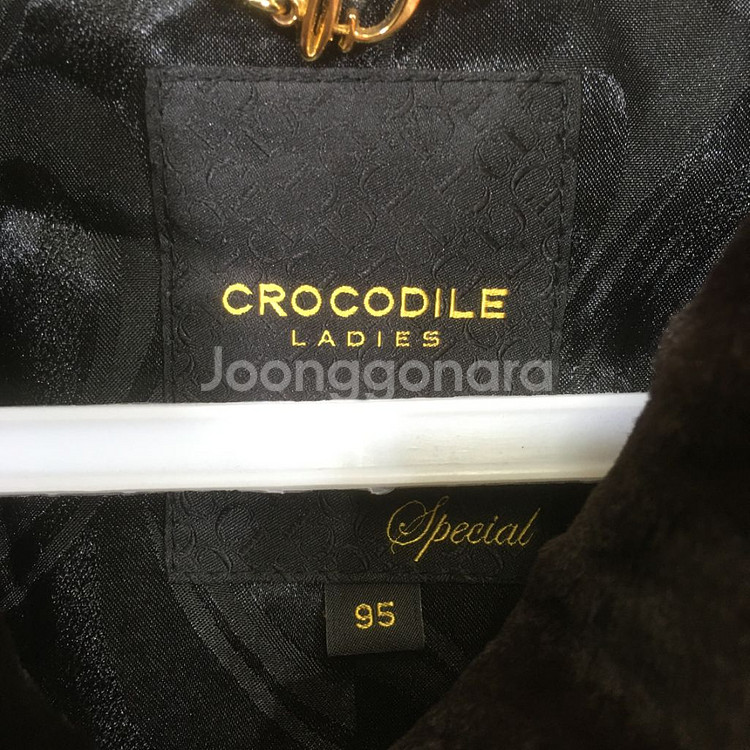 CROCODILE
LADIES
Joonggonara
Special
95